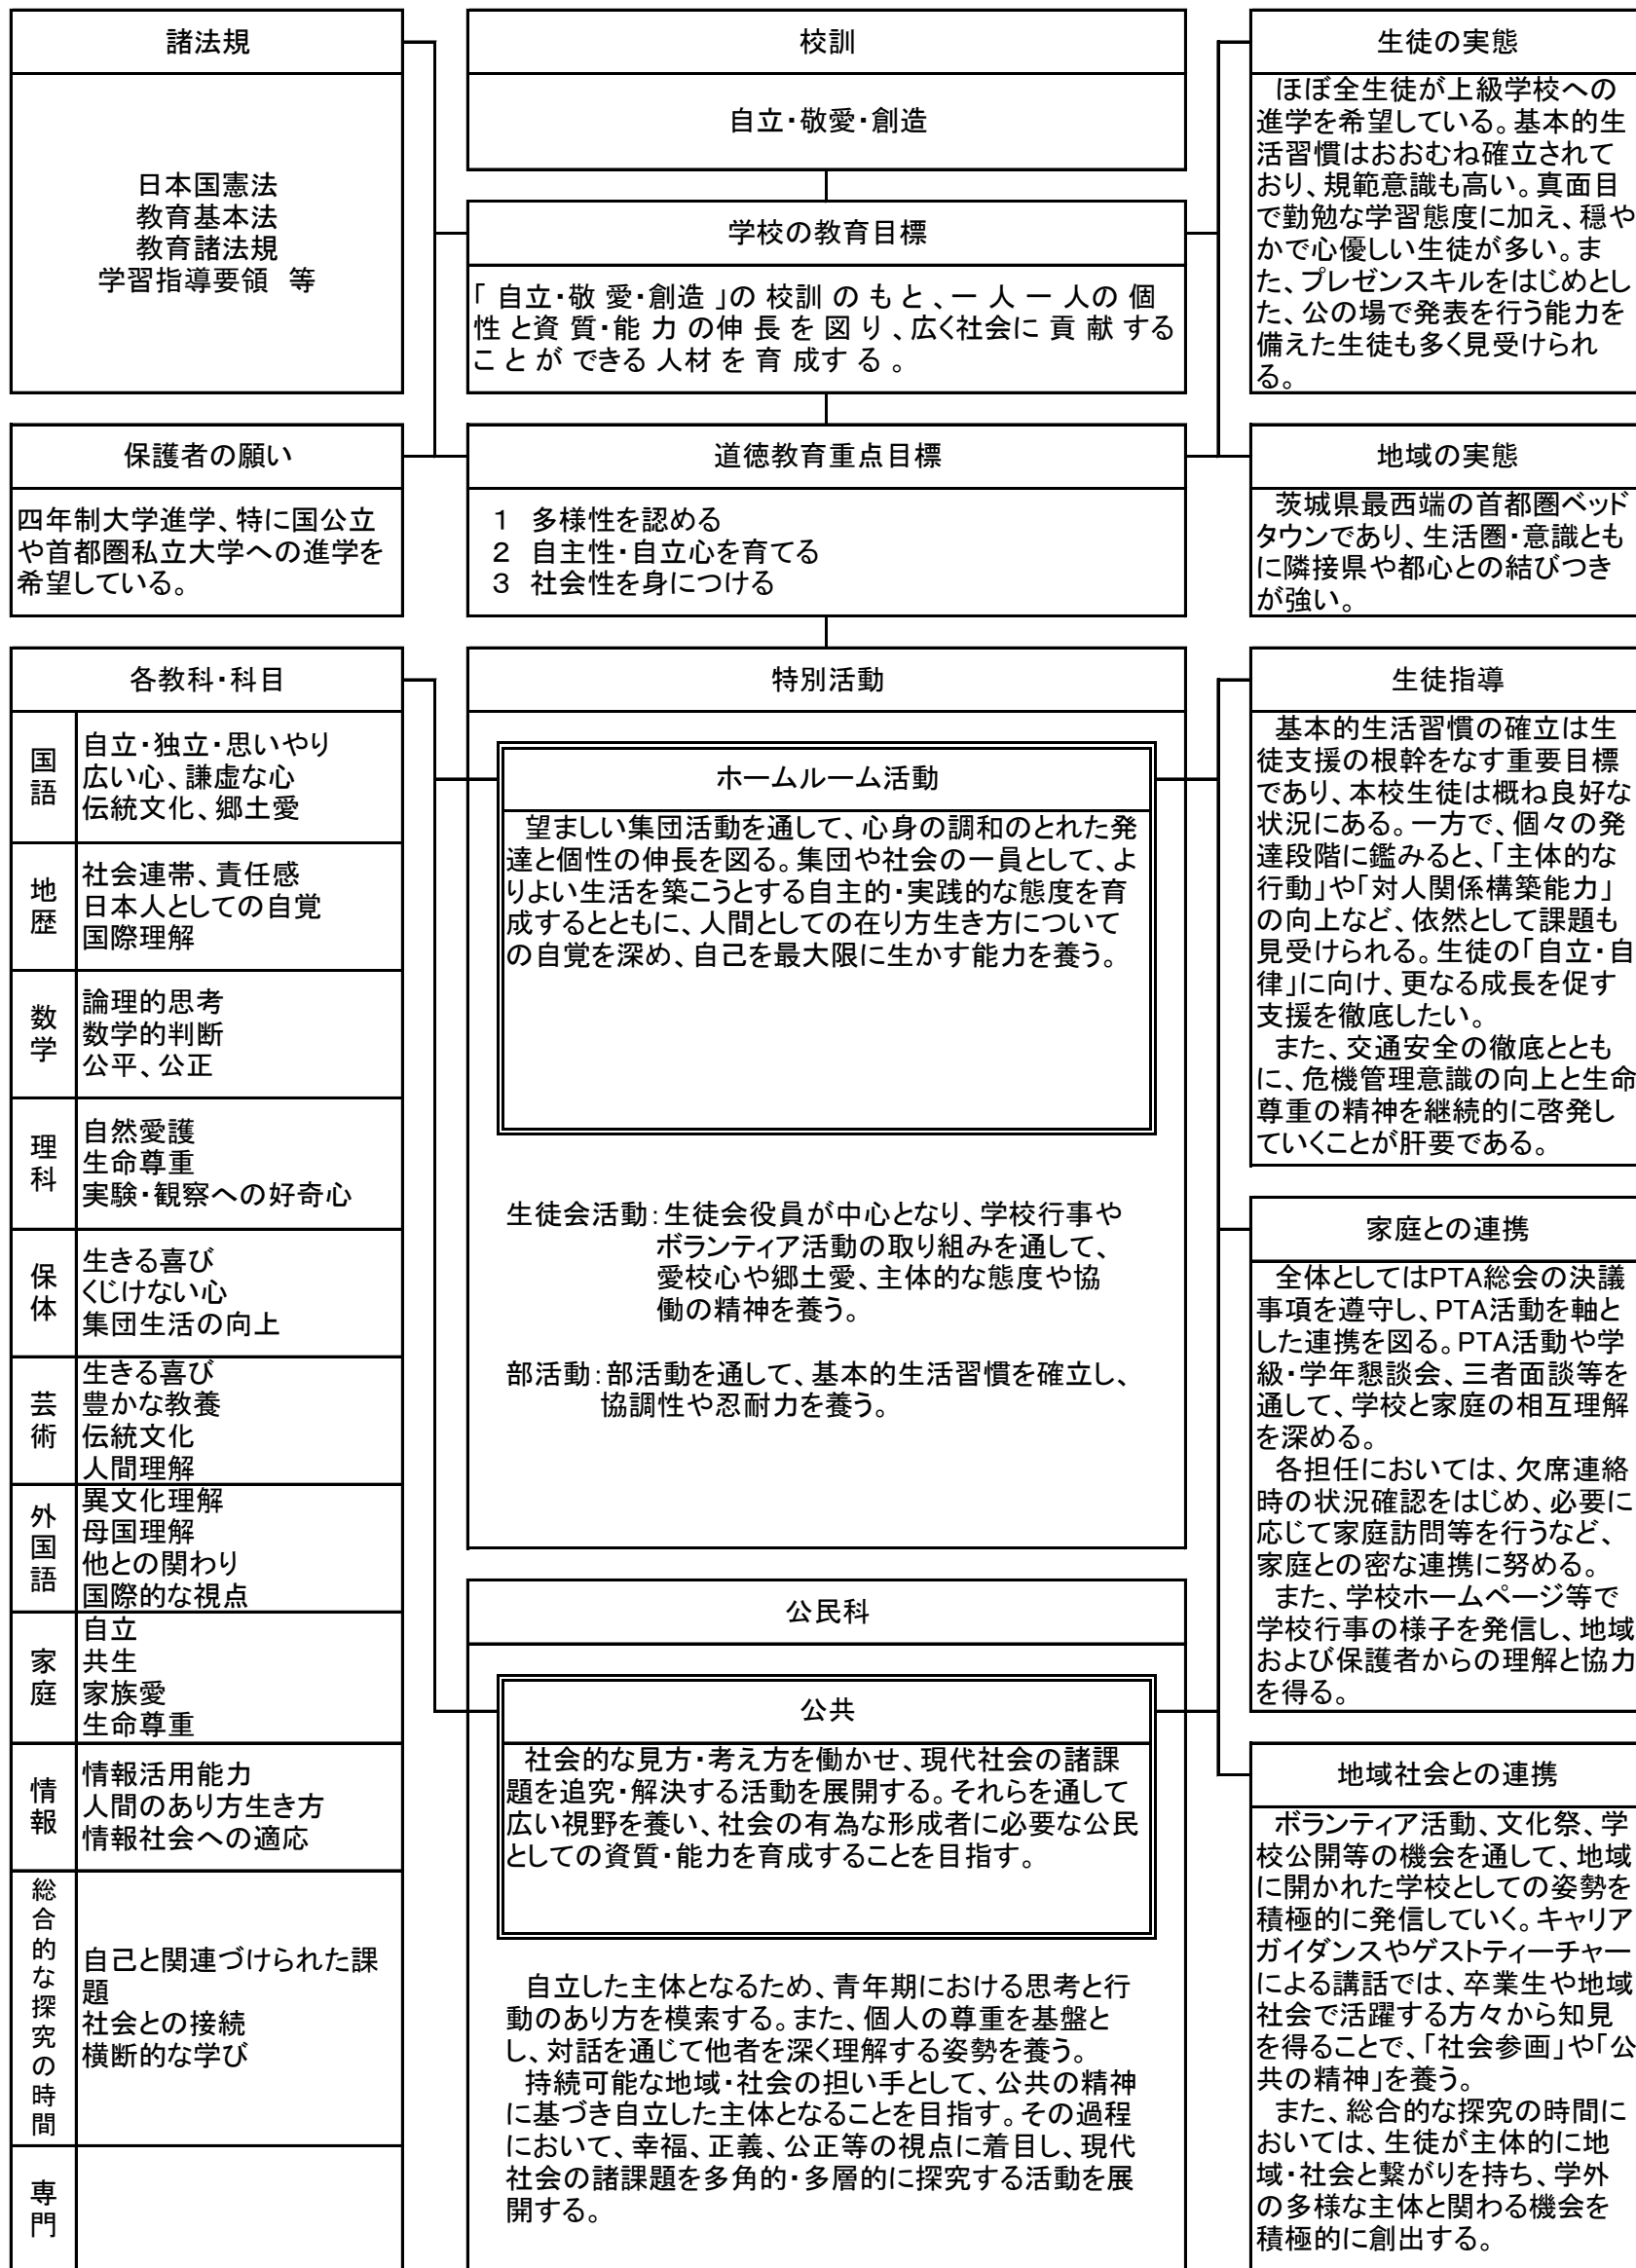 諸法規
日本国憲法
教育基本法
教育諸法規
学習指導要領　等
校訓
自立・敬愛・創造
学校の教育目標
「自立・敬愛・創造」の校訓のもと、一人一人の個
性と資質・能力の伸長を図り、広く社会に貢献する
ことができる人材を育成する。
生徒の実態
ほぼ全生徒が上級学校への
進学を希望している。基本的生
活習慣はおおむね確立されて
おり、規範意識も高い。真面目
で勤勉な学習態度に加え、穏や
かで心優しい生徒が多い。ま
た、プレゼンスキルをはじめとし
た、公の場で発表を行う能力を
備えた生徒も多く見受けられ
る。
保護者の願い
四年制大学進学、特に国公立
や首都圏私立大学への進学を
希望している。
道徳教育重点目標
1　多様性を認める
2　自主性・自立心を育てる
3　社会性を身につける
地域の実態
茨城県最西端の首都圏ベッド
タウンであり、生活圏・意識とも
に隣接県や都心との結びつき
が強い。
各教科・科目
国語
自立・独立・思いやり
広い心、謙虚な心
伝統文化、郷土愛
地歴
社会連帯、責任感
日本人としての自覚
国際理解
数学
論理的思考
数学的判断
公平、公正
理科
自然愛護
生命尊重
実験・観察への好奇心
保体
生きる喜び
くじけない心
集団生活の向上
芸術
生きる喜び
豊かな教養
伝統文化
人間理解
外国語
異文化理解
母国理解
他との関わり
国際的な視点
家庭
自立
共生
家族愛
生命尊重
情報
情報活用能力
人間のあり方生き方
情報社会への適応
総合的な探究の時間
自己と関連づけられた課
題
社会との接続
横断的な学び
専門
特別活動
ホームルーム活動
望ましい集団活動を通して、心身の調和のとれた発
達と個性の伸長を図る。集団や社会の一員として、よ
りよい生活を築こうとする自主的・実践的な態度を育
成するとともに、人間としての在り方生き方について
の自覚を深め、自己を最大限に生かす能力を養う。
生徒会活動：生徒会役員が中心となり、学校行事や
ボランティア活動の取り組みを通して、
愛校心や郷土愛、主体的な態度や協
働の精神を養う。
部活動：部活動を通して、基本的生活習慣を確立し、
協調性や忍耐力を養う。
公民科
公共
社会的な見方・考え方を働かせ、現代社会の諸課
題を追究・解決する活動を展開する。それらを通して
広い視野を養い、社会の有為な形成者に必要な公民
としての資質・能力を育成することを目指す。
自立した主体となるため、青年期における思考と行
動のあり方を模索する。また、個人の尊重を基盤と
し、対話を通じて他者を深く理解する姿勢を養う。
持続可能な地域・社会の担い手として、公共の精神
に基づき自立した主体となることを目指す。その過程
において、幸福、正義、公正等の視点に着目し、現代
社会の諸課題を多角的・多層的に探究する活動を展
開する。
生徒指導
基本的生活習慣の確立は生
徒支援の根幹をなす重要目標
であり、本校生徒は概ね良好な
状況にある。一方で、個々の発
達段階に鑑みると、「主体的な
行動」や「対人関係構築能力」
の向上など、依然として課題も
見受けられる。生徒の「自立・自
律」に向け、更なる成長を促す
支援を徹底したい。
また、交通安全の徹底ととも
に、危機管理意識の向上と生命
尊重の精神を継続的に啓発し
ていくことが肝要である。
家庭との連携
全体としてはPTA総会の決議
事項を遵守し、PTA活動を軸と
した連携を図る。PTA活動や学
級・学年懇談会、三者面談等を
通して、学校と家庭の相互理解
を深める。
各担任においては、欠席連絡
時の状況確認をはじめ、必要に
応じて家庭訪問等を行うなど、
家庭との密な連携に努める。
また、学校ホームページ等で
学校行事の様子を発信し、地域
および保護者からの理解と協力
を得る。
地域社会との連携
ボランティア活動、文化祭、学
校公開等の機会を通して、地域
に開かれた学校としての姿勢を
積極的に発信していく。キャリア
ガイダンスやゲストティーチャー
による講話では、卒業生や地域
社会で活躍する方々から知見
を得ることで、「社会参画」や「公
共の精神」を養う。
また、総合的な探究の時間に
おいては、生徒が主体的に地
域・社会と繋がりを持ち、学外
の多様な主体と関わる機会を
積極的に創出する。